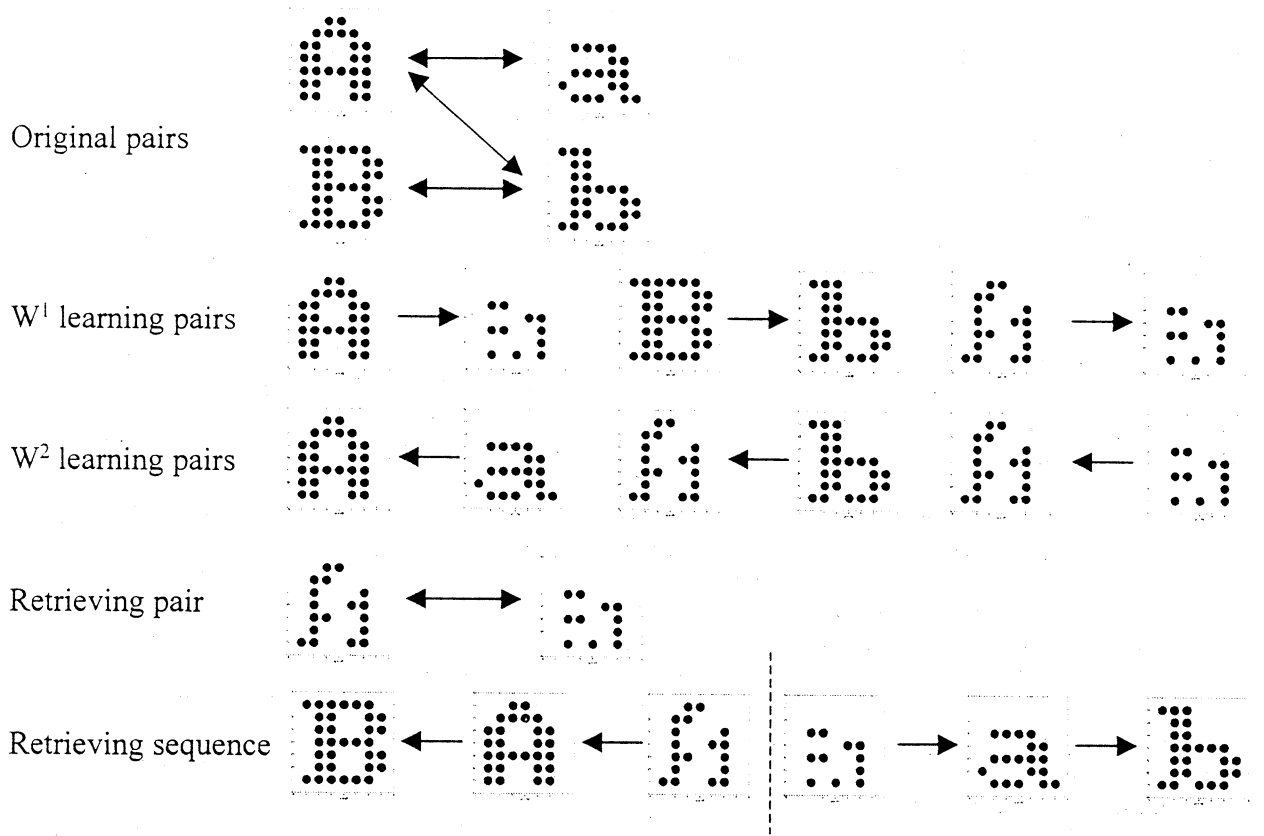 A a
Original pairs
B b
W¹ learning pairs A B b
W² learning pairs A a b
Retrieving pair
Retrieving sequence B A a b